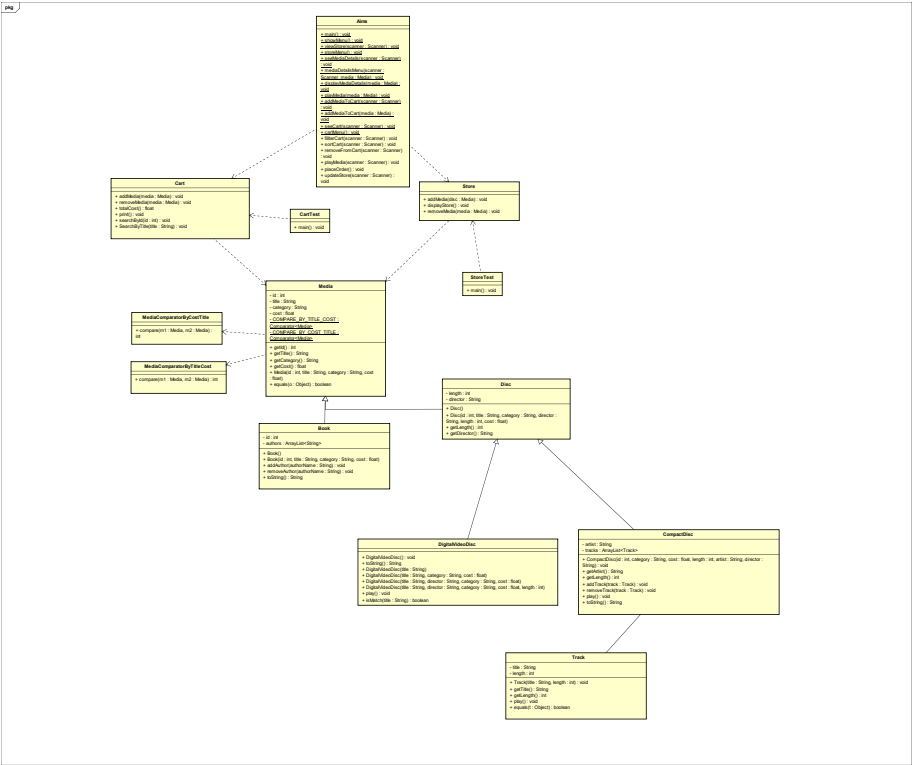 pkg
Aims
+ main() : void
+ showMenu() : void
+ viewStore(scanner : Scanner) : void
+ storeMenu() : void
+ seeMediaDetails(scanner : Scanner)
: void
+ mediaDetailsMenu(scanner :
Scanner, media : Media) : void
+ displayMediaDetails(media : Media) :
void
+ playMedia(media : Media) : void
+ addMediaToCart(scanner : Scanner)
: void
+ addMediaToCart(media : Media) :
void
+ seeCart(scanner : Scanner) : void
+ cartMenu() : void
+ filterCart(scanner : Scanner) : void
+ sortCart(scanner : Scanner) : void
+ removeFromCart(scanner : Scanner)
: void
+ playMedia(scanner : Scanner) : void
+ placeOrder() : void
+ updateStore(scanner : Scanner) :
void
Cart
+ addMedia(media : Media) : void
+ removeMedia(media : Media) : void
+ totalCost() : float
+ print() : void
+ searchById(id : int) : void
+ SearchByTitle(title : String) : void
CartTest
+ main() : void
Store
+ addMedia(disc : Media) : void
+ displayStore() : void
+ removeMedia(media : Media) : void
StoreTest
+ main() : void
Media
- id : int
- title : String
- category : String
- cost : float
- COMPARE_BY_TITLE_COST :
Comparator<Media>
- COMPARE_BY_COST_TITLE :
Comparator<Media>
+ getId() : int
+ getTitle() : String
+ getCategory() : String
+ getCost() : float
+ Media(id : int, title : String, category : String, cost
: float)
+ equals(o : Object) : boolean
MediaComparatorByCostTitle
+ compare(m1 : Media, m2 : Media) :
int
MediaComparatorByTitleCost
+ compare(m1 : Media, m2 : Media) : int
Disc
- length : int
- director : String
+ Disc()
+ Disc(id : int, title : String, category : String, director :
String, length : int, cost : float)
+ getLength() : int
+ getDirector() : String
Book
- id : int
- authors : ArrayList<String>
+ Book()
+ Book(id : int, title : String, category : String, cost : float)
+ addAuthor(authorName : String) : void
+ removeAuthor(authorName : String) : void
+ toString() : String
DigitalVideoDisc
+ DigitalVideoDisc() : void
+ toString() : String
+ DigitalVideoDisc(title : String)
+ DigitalVideoDisc(title : String, category : String, cost : float)
+ DigitalVideoDisc(title : String, director : String, category : String, cost : float)
+ DigitalVideoDisc(title : String, director : String, category : String, cost : float, length : int)
+ play() : void
+ isMatch(title : String) : boolean
CompactDisc
- artist : String
- tracks : ArrayList<Track>
+ CompactDisc(id : int, category : String, cost : float, length : int, artist : String, director :
String) : void
+ getArtist() : String
+ getLength() : int
+ addTrack(track : Track) : void
+ removeTrack(track : Track) : void
+ play() : void
+ toString() : String
Track
- title : String
- length : int
+ Track(title : String, length : int) : void
+ getTitle() : String
+ getLength() : int
+ play() : void
+ equals(t : Object) : boolean